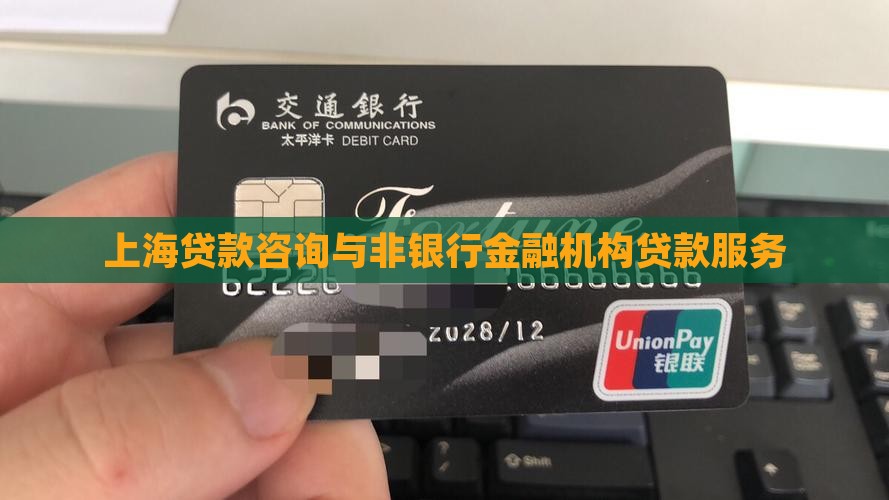 交通銀行
BANK OF COMMUNICATIONS
太平洋卡 DEBIT CARD
Fortune
上海贷款咨询与非银行金融机构贷款服务
62226 66666666
2028/12
UnionPay
银联
Shift